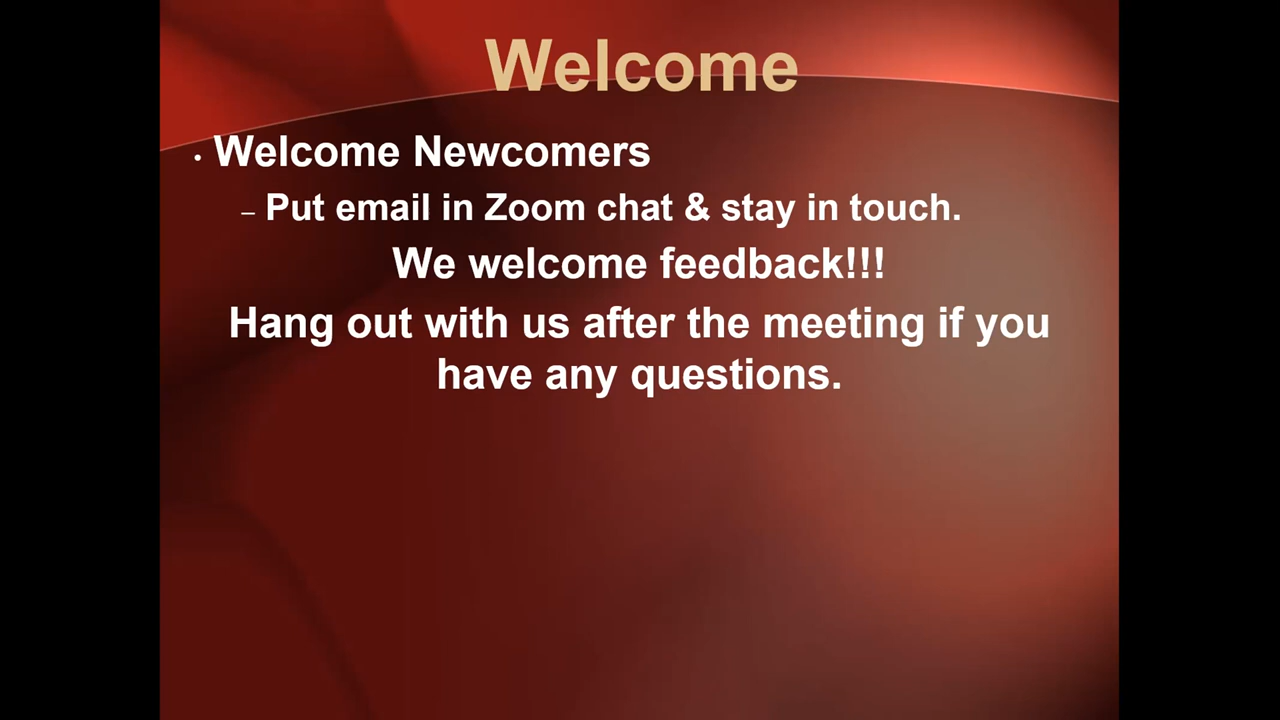 Welcome
• Welcome Newcomers
– Put email in Zoom chat & stay in touch.
We welcome feedback!!!
Hang out with us after the meeting if you
have any questions.